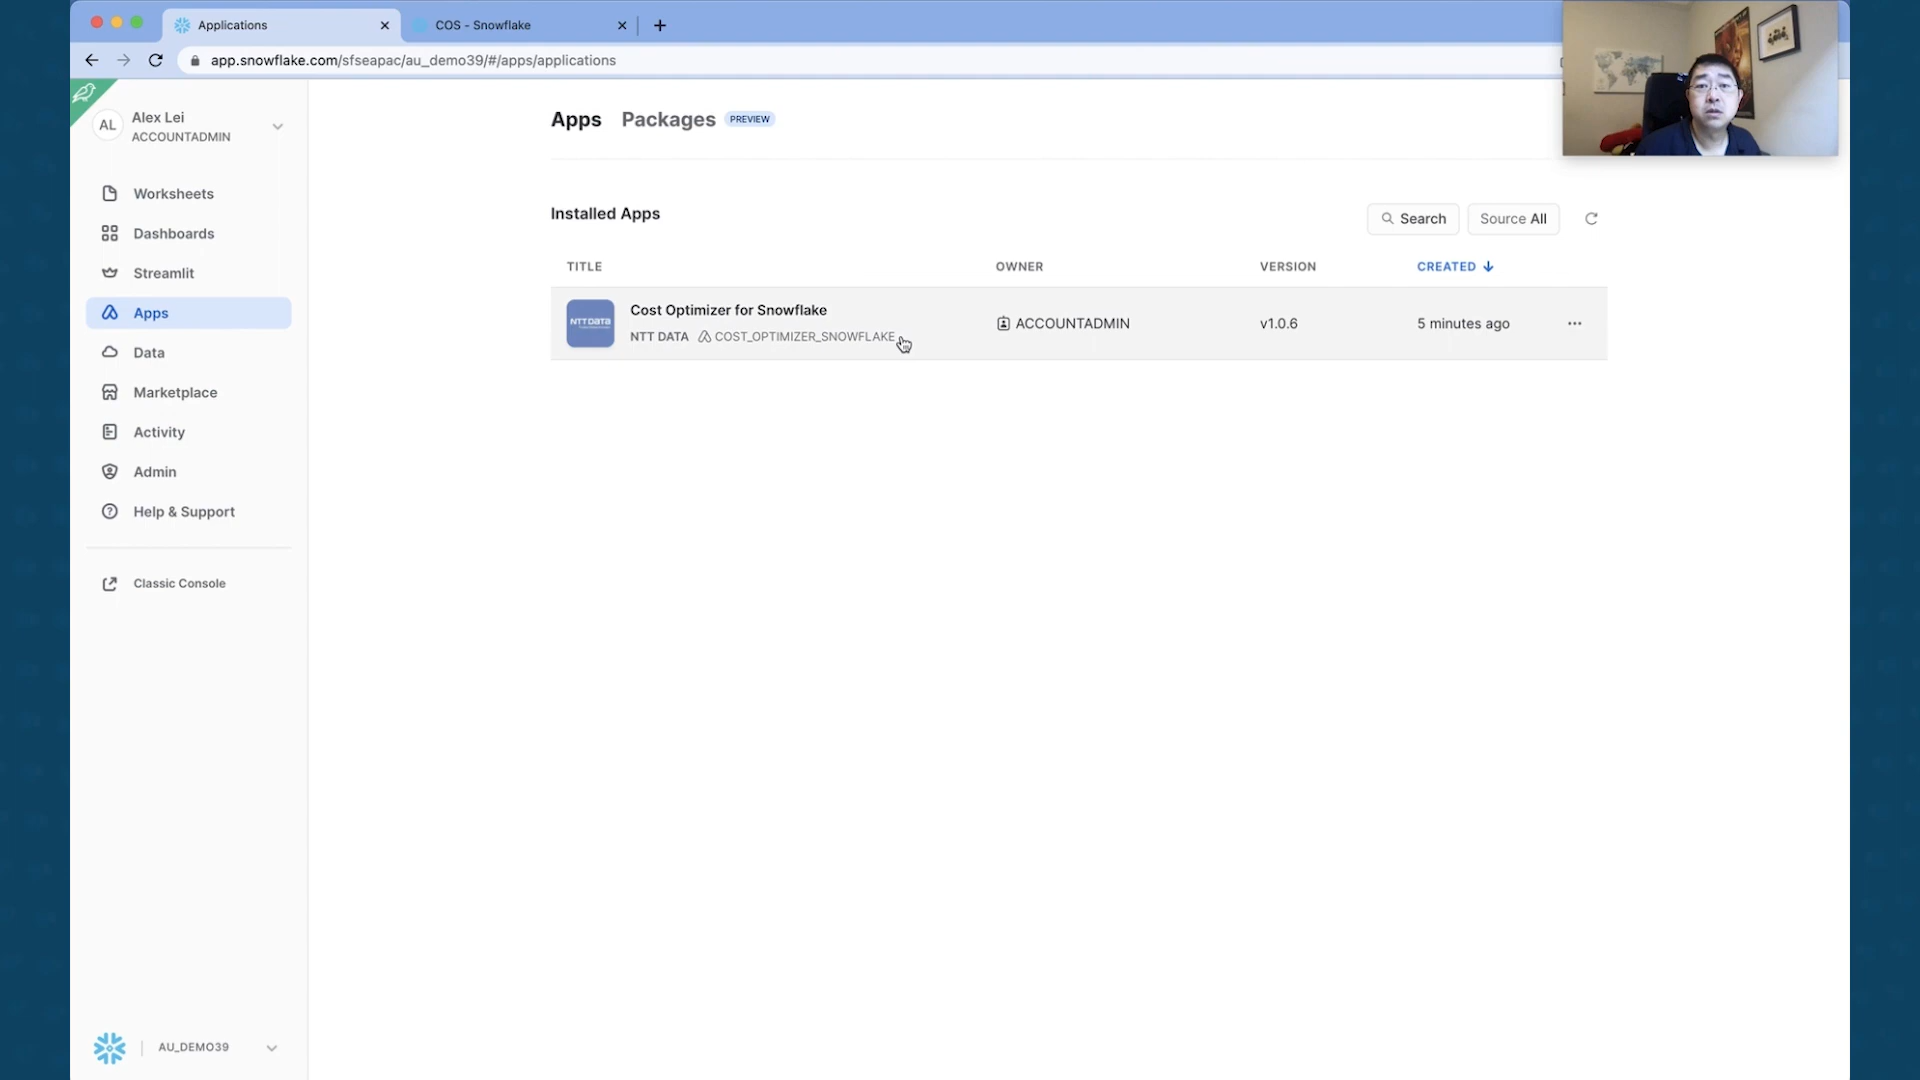 Applications
COS - Snowflake
app.snowflake.com/sfseapac/au_demo39/#/apps/applications
AL
Alex Lei
ACCOUNTADMIN
Worksheets
Dashboards
Streamlit
Apps
Data
Marketplace
Activity
Admin
Help & Support
Classic Console
AU_DEMO39
Apps Packages PREVIEW
Installed Apps
Search
Source All
TITLE OWNER VERSION CREATED
NTT DATA
Cost Optimizer for Snowflake
NTT DATA COST_OPTIMIZER_SNOWFLAKE
ACCOUNTADMIN
v1.0.6
5 minutes ago